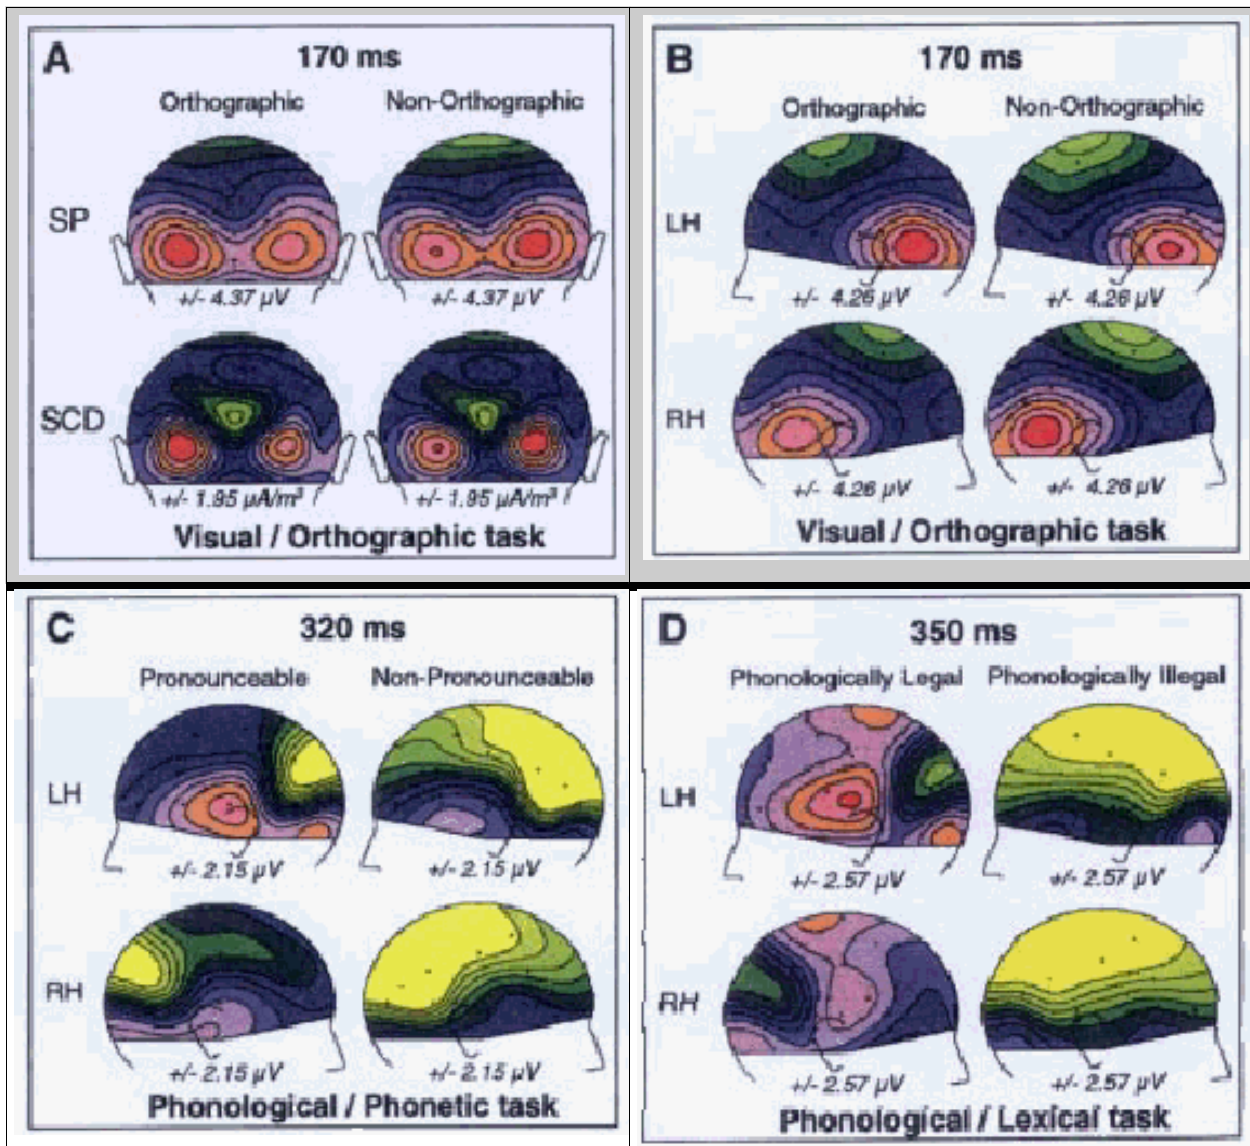 A
170 ms
Orthographic Non-Orthographic
SP
+/- 4.37 µV +/- 4.37 µV
SCD
+/- 1.95 µA/m³ +/- 1.95 µA/m³
Visual / Orthographic task
B
170 ms
Orthographic Non-Orthographic
LH
+/- 4.26 µV +/- 4.26 µV
RH
+/- 4.26 µV +/- 4.26 µV
Visual / Orthographic task
C
320 ms
Pronounceable Non-Pronounceable
LH
+/- 2.15 µV +/- 2.15 µV
RH
+/- 2.15 µV +/- 2.15 µV
Phonological / Phonetic task
D
350 ms
Phonologically Legal Phonologically Illegal
LH
+/- 2.57 µV +/- 2.57 µV
RH
+/- 2.57 µV +/- 2.57 µV
Phonological / Lexical task